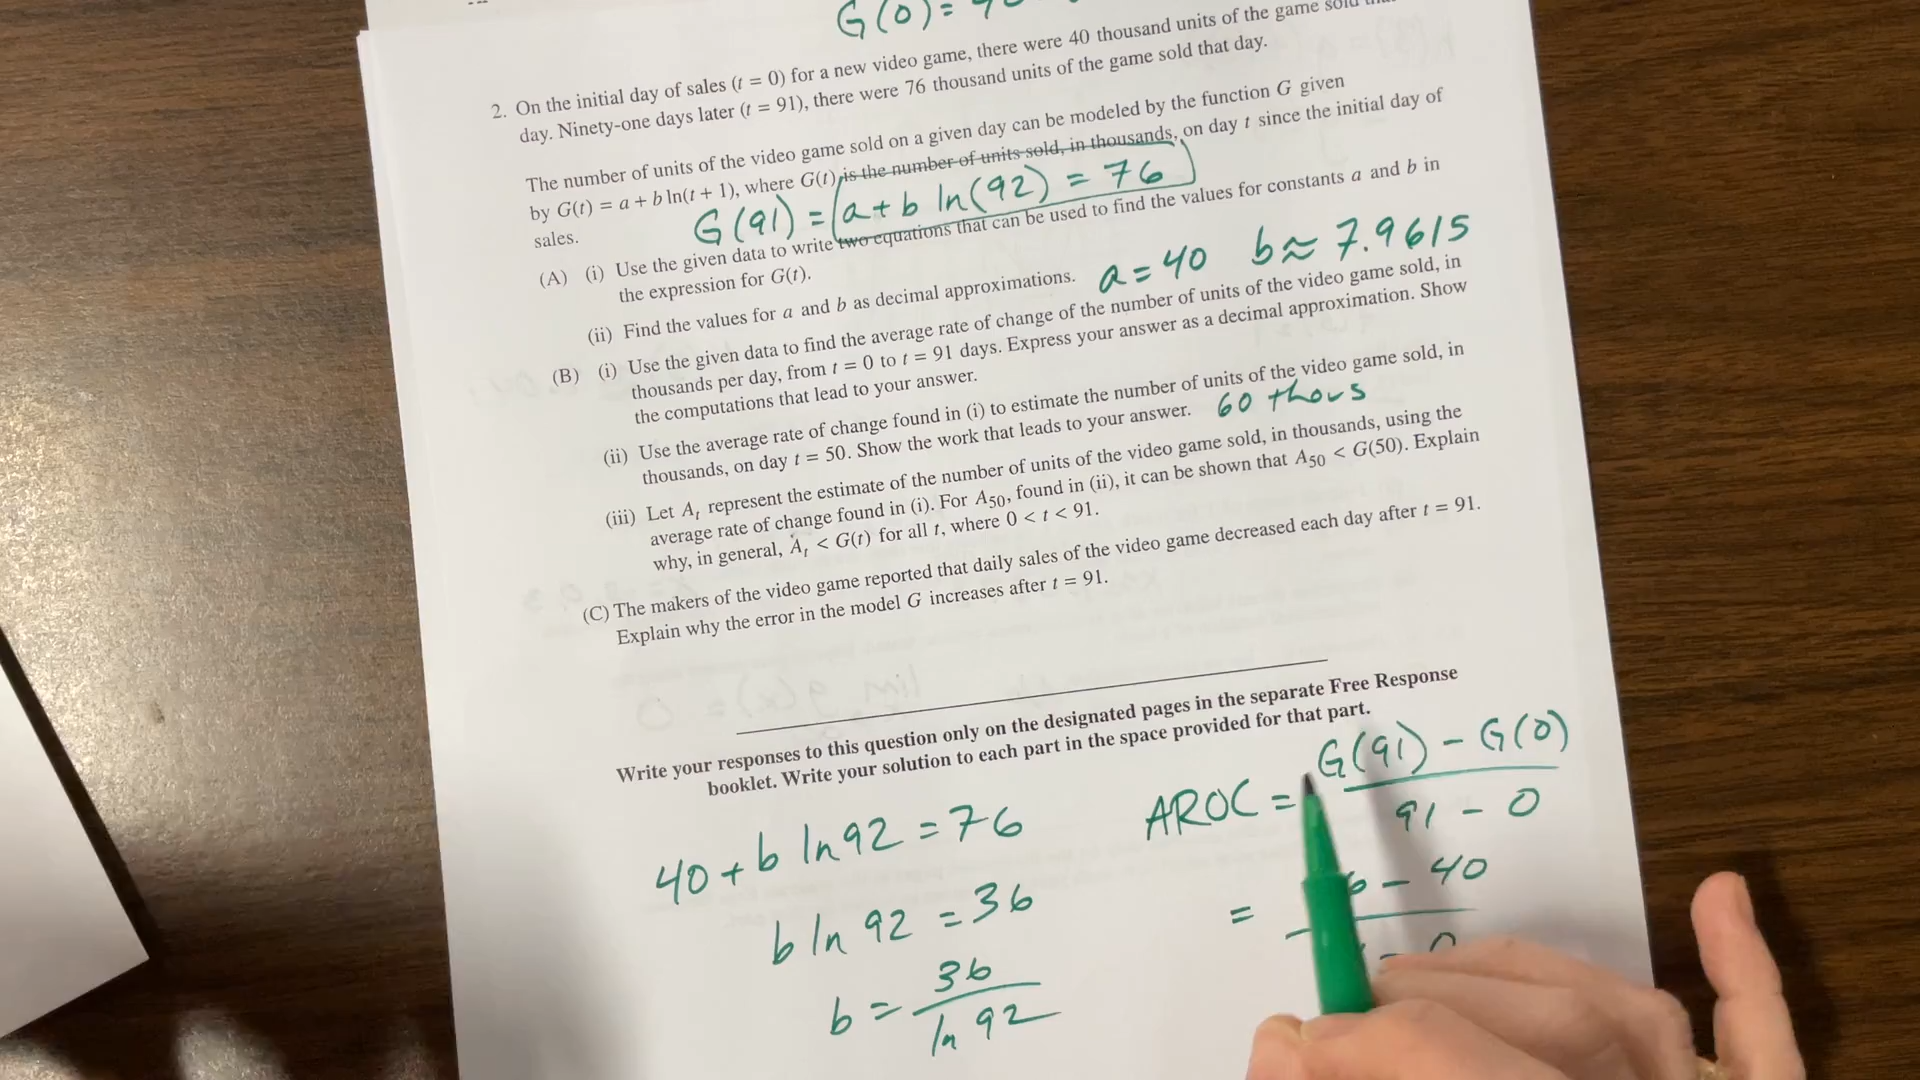 G(0) =
2. On the initial day of sales (t = 0) for a new video game, there were 40 thousand units of the game sold
day. Ninety-one days later (t = 91), there were 76 thousand units of the game sold that day.
The number of units of the video game sold on a given day can be modeled by the function G given
by G(t) = a + b ln(t + 1), where G(t) is the number of units sold, in thousands, on day t since the initial day of
sales.
G(91) = a + b ln(92) = 76
(A) (i) Use the given data to write two equations that can be used to find the values for constants a and b in
the expression for G(t).
(ii) Find the values for a and b as decimal approximations.
a = 40 b ≈ 7.9615
(B) (i) Use the given data to find the average rate of change of the number of units of the video game sold, in
thousands per day, from t = 0 to t = 91 days. Express your answer as a decimal approximation. Show
the computations that lead to your answer.
(ii) Use the average rate of change found in (i) to estimate the number of units of the video game sold, in
thousands, on day t = 50. Show the work that leads to your answer.
60 thous
(iii) Let Aₜ represent the estimate of the number of units of the video game sold, in thousands, using the
average rate of change found in (i). For A₅₀, found in (ii), it can be shown that A₅₀ < G(50). Explain
why, in general, Aₜ < G(t) for all t, where 0 < t < 91.
(C) The makers of the video game reported that daily sales of the video game decreased each day after t = 91.
Explain why the error in the model G increases after t = 91.
Write your responses to this question only on the designated pages in the separate Free Response
booklet. Write your solution to each part in the space provided for that part.
40 + b ln 92 = 76
b ln 92 = 36
b = 36
ln 92
AROC = G(91) - G(0)
91 - 0
= 6 - 40
- 0